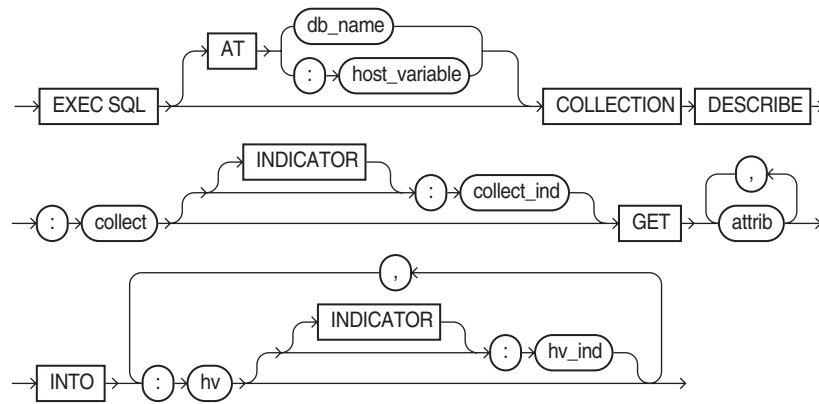 db_name
AT
: host_variable
EXEC SQL COLLECTION DESCRIBE
INDICATOR ,
: collect : collect_ind GET attrib
,
INDICATOR
INTO : hv : hv_ind